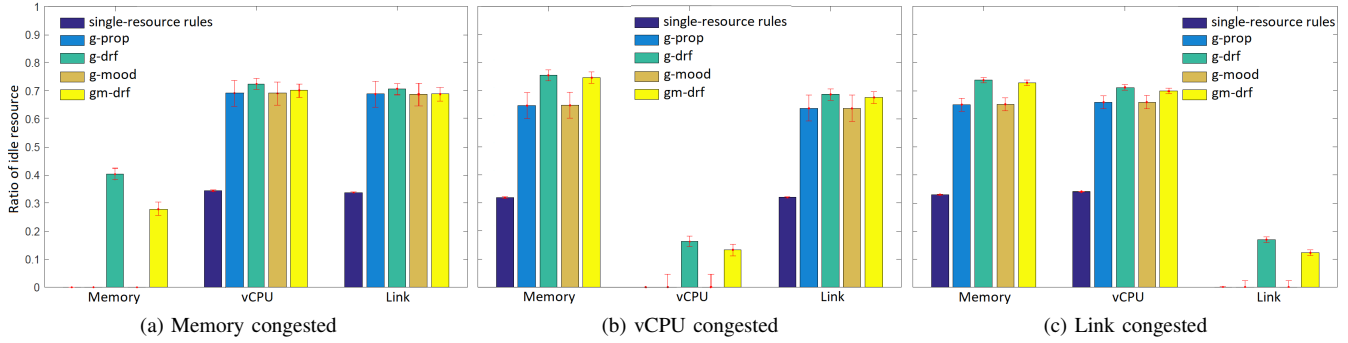 Ratio of idle resource
1
0.9
0.8
0.7
0.6
0.5
0.4
0.3
0.2
0.1
0
single-resource rules
g-prop
g-drf
g-mood
gm-drf
Memory vCPU Link
(a) Memory congested
single-resource rules
g-prop
g-drf
g-mood
gm-drf
Memory vCPU Link
(b) vCPU congested
single-resource rules
g-prop
g-drf
g-mood
gm-drf
Memory vCPU Link
(c) Link congested